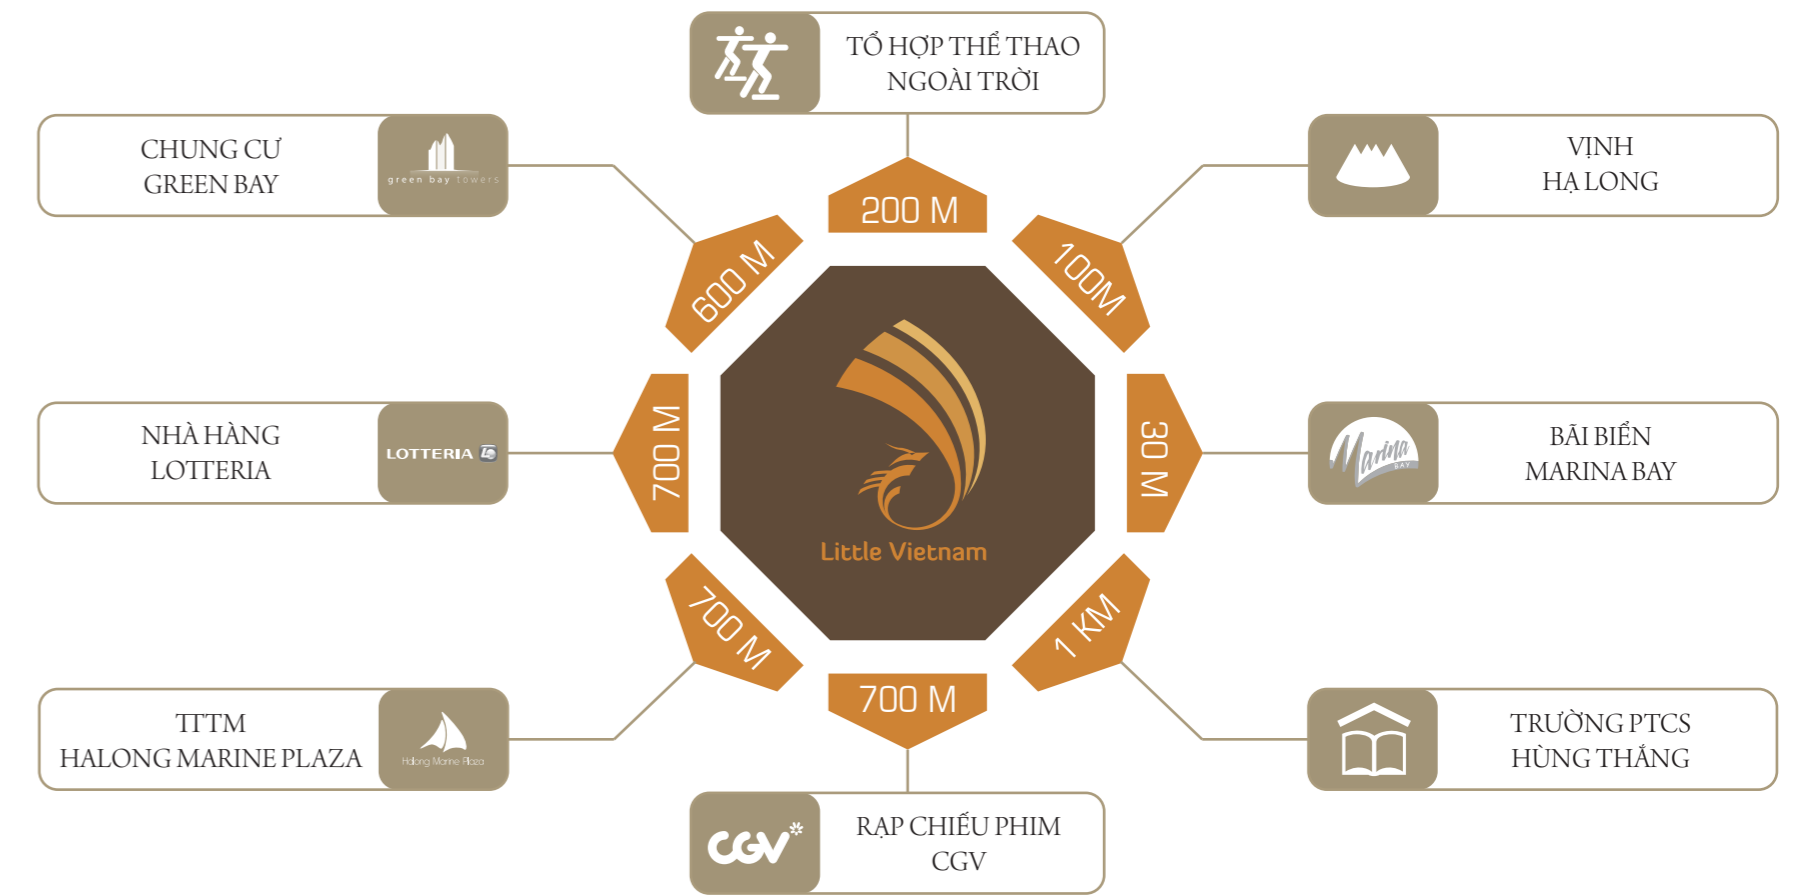 TỔ HỢP THỂ THAO
NGOÀI TRỜI
200 M
CHUNG CƯ
GREEN BAY
green bay towers
600 M
VỊNH
HẠ LONG
100M
NHÀ HÀNG
LOTTERIA
LOTTERIA
700 M
Little Vietnam
30 M
Marina
BAY
BÃI BIỂN
MARINA BAY
TTTM
HALONG MARINE PLAZA
Halong Marine Plaza
700 M
1 KM
TRƯỜNG PTCS
HÙNG THẮNG
700 M
CGV
RẠP CHIẾU PHIM
CGV